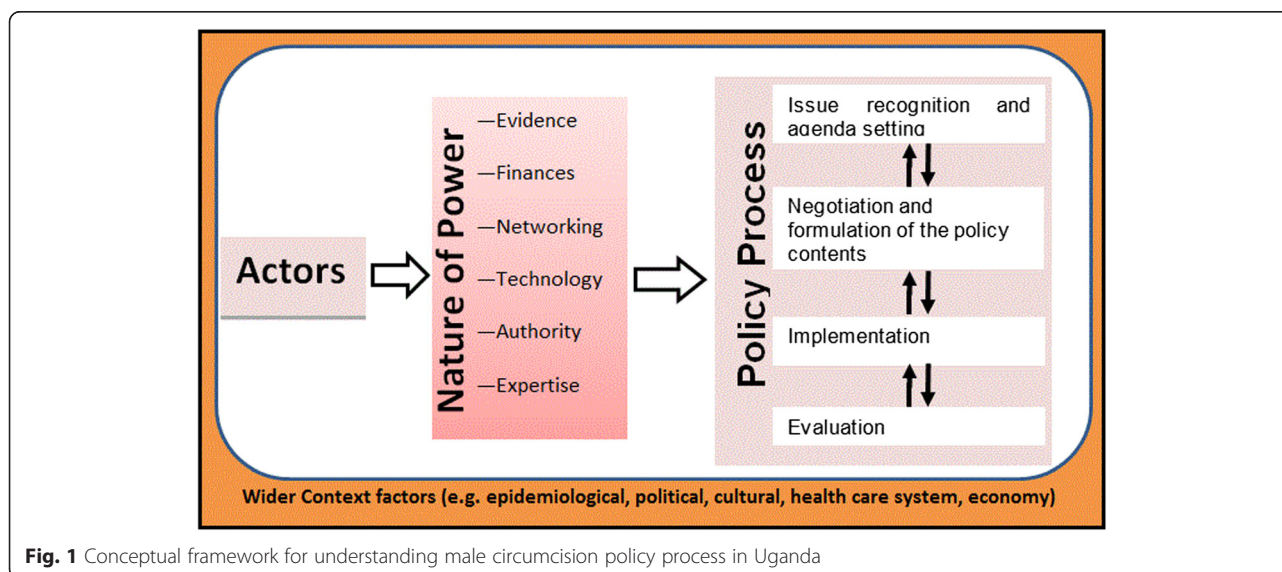 Actors
Nature of Power
—Evidence
—Finances
—Networking
—Technology
—Authority
—Expertise
Policy Process
Issue recognition and
agenda setting
Negotiation and
formulation of the policy
contents
Implementation
Evaluation
Wider Context factors (e.g. epidemiological, political, cultural, health care system, economy)
Fig. 1 Conceptual framework for understanding male circumcision policy process in Uganda